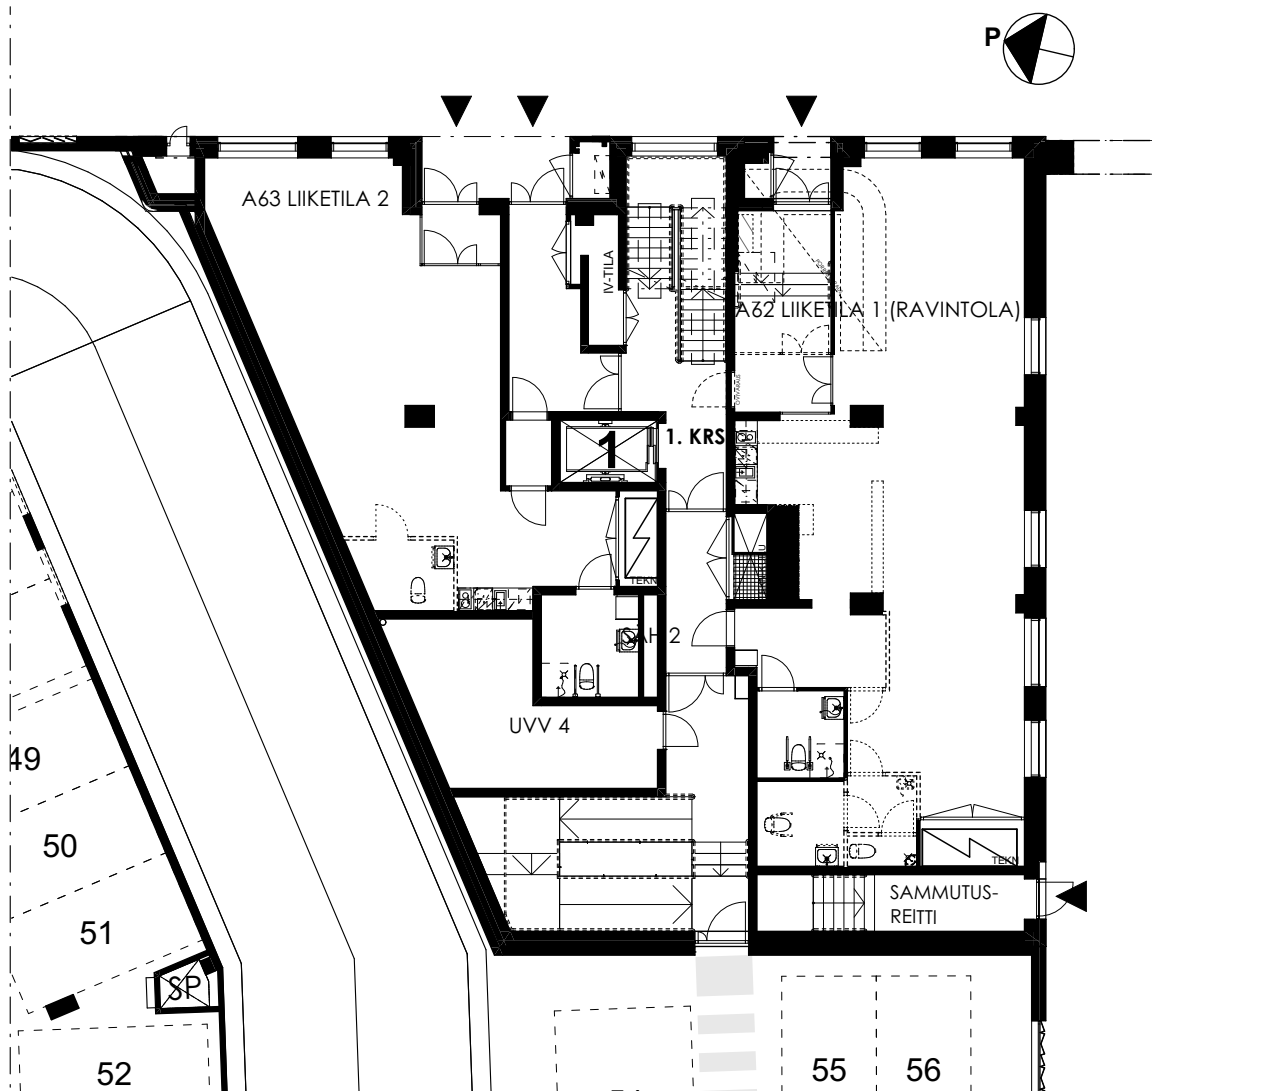 P
A63 LIIKETILA 2
IV-TILA
A62 LIIKETILA 1 (RAVINTOLA)
1
1. KRS
TEKN
SÄH 2
UVV 4
49
50
51
TEKN
SAMMUTUS-
REITTI
SP
52
55
56